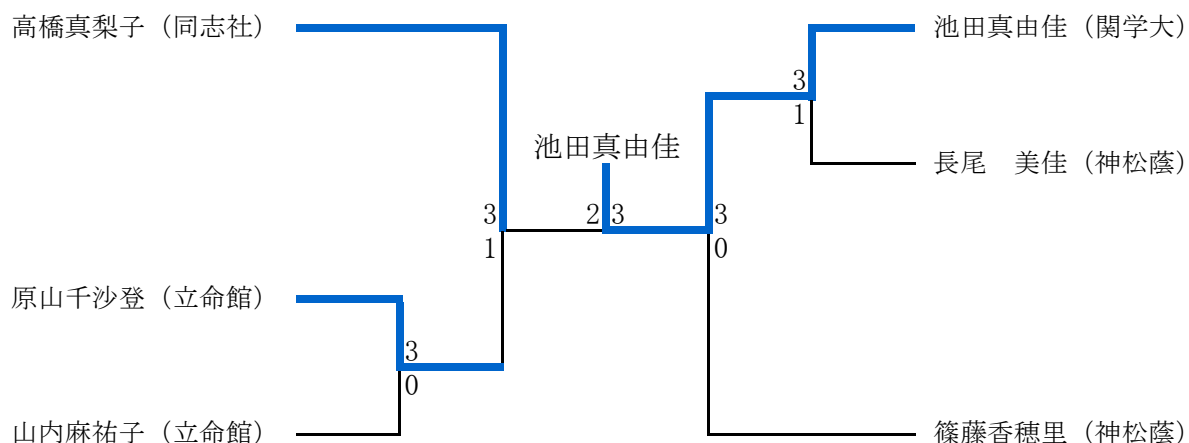 高橋真梨子（同志社）
池田真由佳（関学大）
3
1
池田真由佳
長尾　美佳（神松蔭）
3
2 3
3
1
0
原山千沙登（立命館）
3
0
山内麻祐子（立命館）
篠藤香穂里（神松蔭）